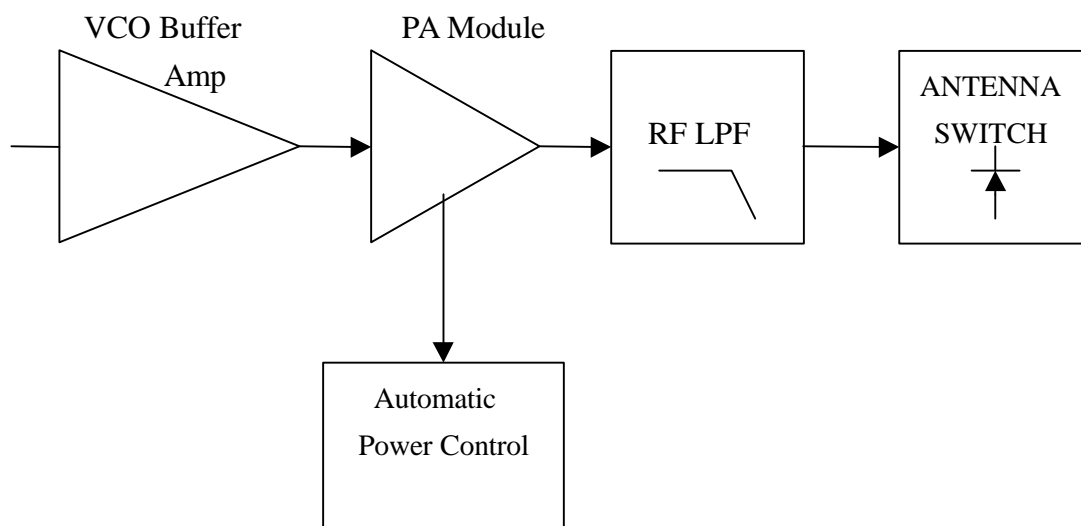 VCO Buffer
Amp
PA Module
RF LPF
ANTENNA
SWITCH
Automatic
Power Control